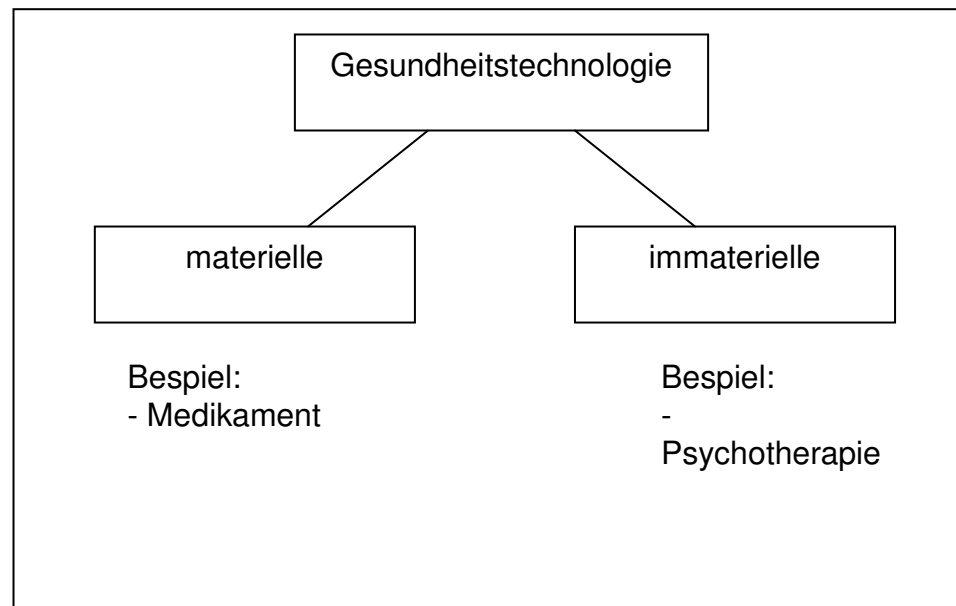 Gesundheitstechnologie
materielle
immaterielle
Bespiel:
- Medikament
Bespiel:
-
Psychotherapie